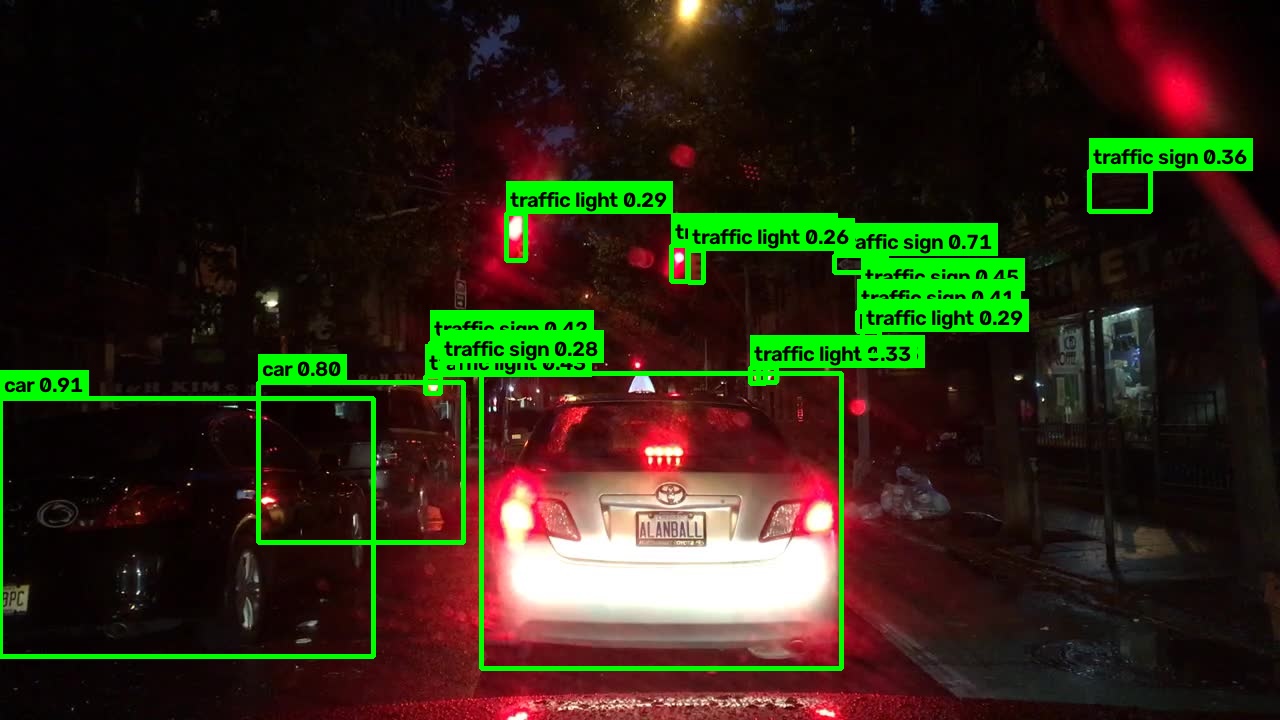 traffic sign 0.36
traffic light 0.29
traffic light 0.26
affic sign 0.71
traffic sign 0.45
traffic sign 0.41
traffic light 0.29
traffic sign 0.42
traffic sign 0.28
traffic light 0.33
car 0.80
car 0.91
ALANBALL
BPC